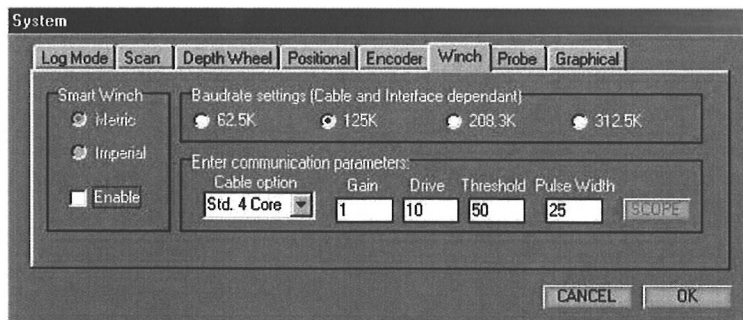 System
Log Mode Scan Depth Wheel Positional Encoder Winch Probe Graphical
Smart Winch
Metric
Imperial
Enable
Baudrate settings (Cable and Interface dependant)
62.5K 125K 208.3K 312.5K
Enter communication parameters:
Cable option Gain Drive Threshold Pulse Width
Std. 4 Core 1 10 50 25 SCOPE
CANCEL OK